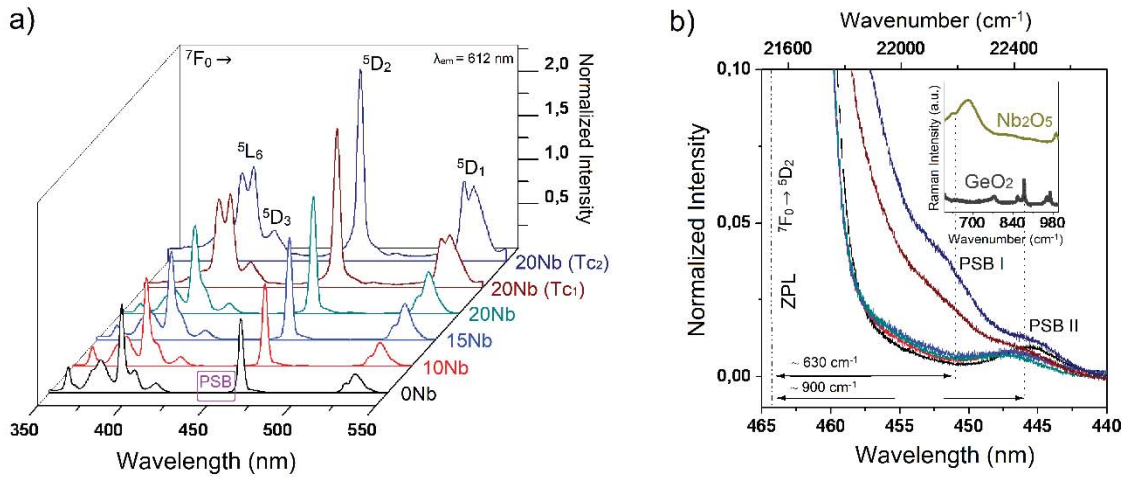 a)
⁷F₀ →
λem = 612 nm
⁵D₂
⁵L₆
⁵D₃
⁵D₁
2,0
1.5
1.0
0.5
Normalized Intensity
20Nb (Tc₂)
20Nb (Tc₁)
20Nb
15Nb
10Nb
0Nb
PSB
350 400 450 500 550
Wavelength (nm)
b)
Wavenumber (cm⁻¹)
21600 22000 22400
0,10
0,05
0,00
Normalized Intensity
⁷F₀ → ⁵D₂
ZPL
Raman Intensity (a.u.)
Nb₂O₅
GeO₂
700 840 980
Wavenumber (cm⁻¹)
PSB I
PSB II
~ 630 cm⁻¹
~ 900 cm⁻¹
465 460 455 450 445 440
Wavelength (nm)